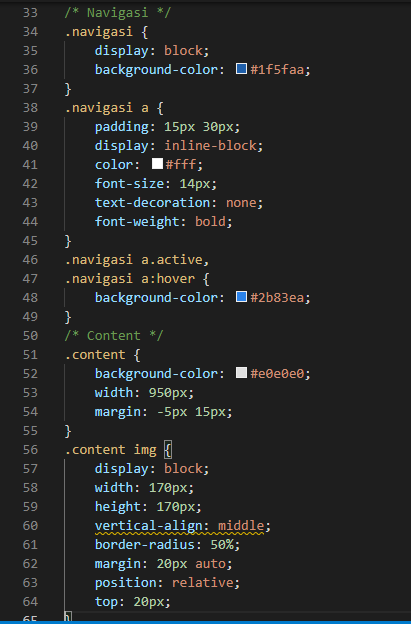 33 /* Navigasi */
34 .navigasi {
35     display: block;
36     background-color: #1f5faa;
37 }
38 .navigasi a {
39     padding: 15px 30px;
40     display: inline-block;
41     color: #fff;
42     font-size: 14px;
43     text-decoration: none;
44     font-weight: bold;
45 }
46 .navigasi a.active,
47 .navigasi a:hover {
48     background-color: #2b83ea;
49 }
50 /* Content */
51 .content {
52     background-color: #e0e0e0;
53     width: 950px;
54     margin: -5px 15px;
55 }
56 .content img {
57     display: block;
58     width: 170px;
59     height: 170px;
60     vertical-align: middle;
61     border-radius: 50%;
62     margin: 20px auto;
63     position: relative;
64     top: 20px;
65 }